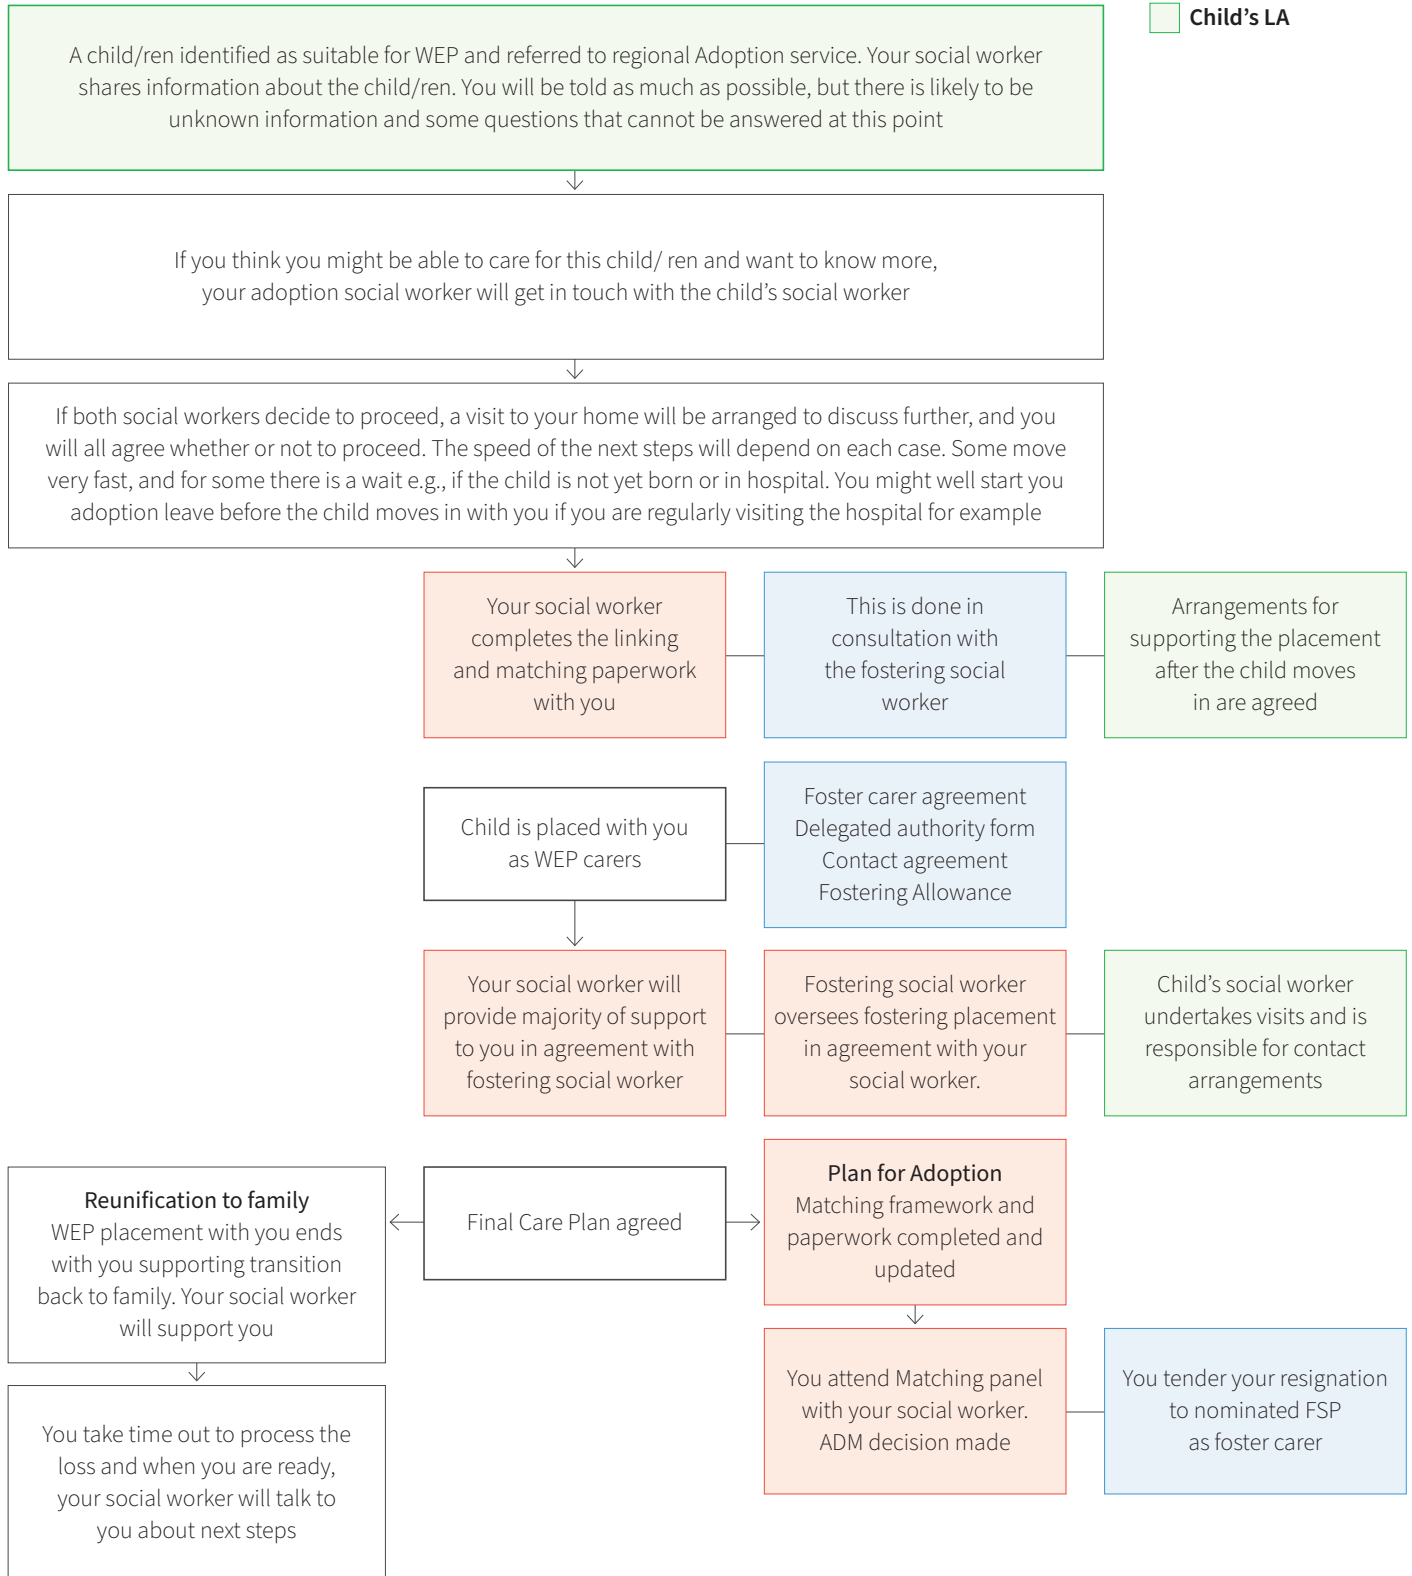 Child’s LA
A child/ren identified as suitable for WEP and referred to regional Adoption service. Your social worker
shares information about the child/ren. You will be told as much as possible, but there is likely to be
unknown information and some questions that cannot be answered at this point
If you think you might be able to care for this child/ ren and want to know more,
your adoption social worker will get in touch with the child’s social worker
If both social workers decide to proceed, a visit to your home will be arranged to discuss further, and you
will all agree whether or not to proceed. The speed of the next steps will depend on each case. Some move
very fast, and for some there is a wait e.g., if the child is not yet born or in hospital. You might well start you
adoption leave before the child moves in with you if you are regularly visiting the hospital for example
Your social worker
completes the linking
and matching paperwork
with you
This is done in
consultation with
the fostering social
worker
Arrangements for
supporting the placement
after the child moves
in are agreed
Child is placed with you
as WEP carers
Foster carer agreement
Delegated authority form
Contact agreement
Fostering Allowance
Your social worker will
provide majority of support
to you in agreement with
fostering social worker
Fostering social worker
oversees fostering placement
in agreement with your
social worker.
Child’s social worker
undertakes visits and is
responsible for contact
arrangements
Reunification to family
WEP placement with you ends
with you supporting transition
back to family. Your social worker
will support you
Final Care Plan agreed
Plan for Adoption
Matching framework and
paperwork completed and
updated
You take time out to process the
loss and when you are ready,
your social worker will talk to
you about next steps
You attend Matching panel
with your social worker.
ADM decision made
You tender your resignation
to nominated FSP
as foster carer